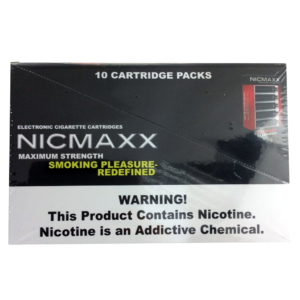 10 CARTRIDGE PACKS
NICMAXX
ELECTRONIC CIGARETTE CARTRIDGES
NICMAXX
MAXIMUM STRENGTH
SMOKING PLEASURE-
REDEFINED
WARNING!
This Product Contains Nicotine.
Nicotine is an Addictive Chemical.